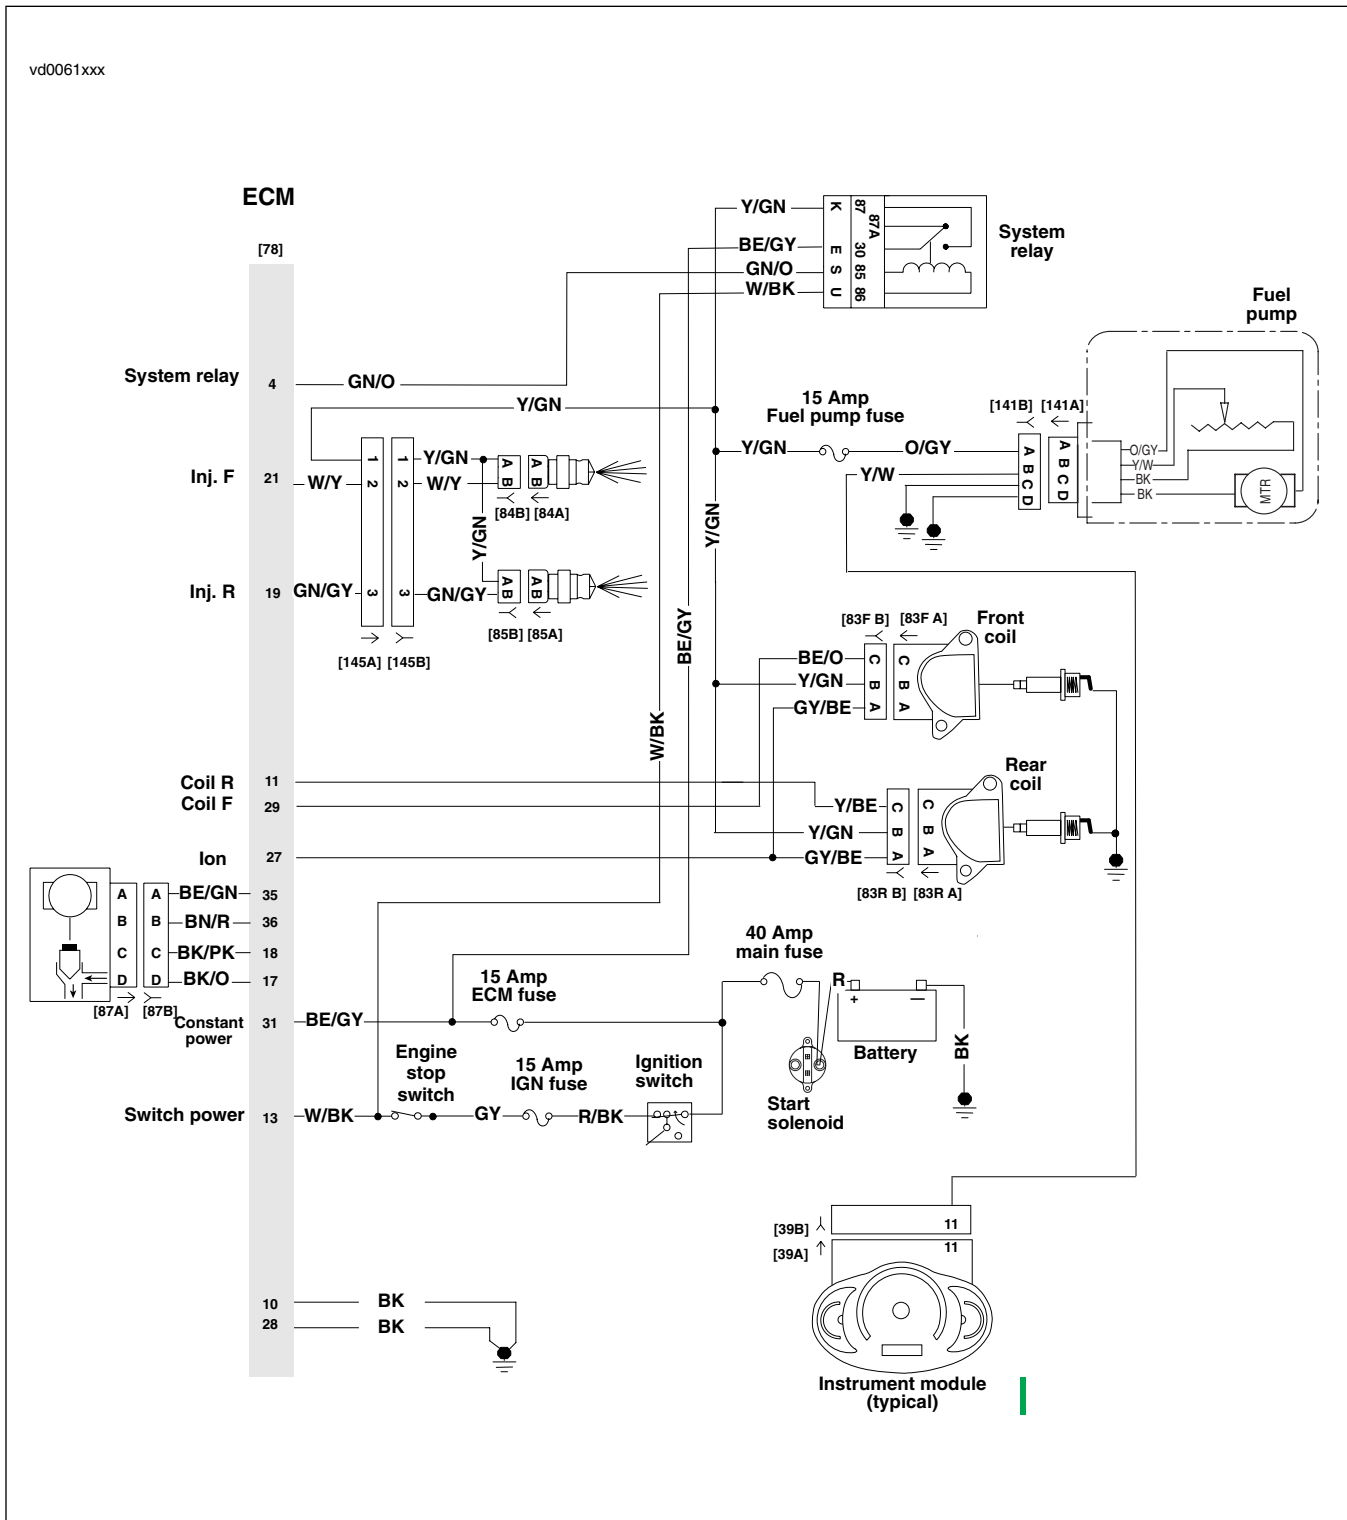 vd0061xxx
ECM
[78]
Y/GN
K
87
87A
BE/GY
E
30
GN/O
S
85
W/BK
U
86
System
relay
Fuel
pump
System relay
4
GN/O
Y/GN
15 Amp
Fuel pump fuse
[141B]
[141A]
Y/GN
O/GY
A
B
C
D
A
B
C
D
O/GY
Y/W
BK
BK
MTR
Y/W
Inj. F
21
W/Y
1
2
3
1
2
3
Y/GN
W/Y
A
B
A
B
[84B]
[84A]
Y/GN
Y/GN
Inj. R
19
GN/GY
GN/GY
A
B
A
B
[85B]
[85A]
[145A]
[145B]
BE/GY
W/BK
[83F B]
[83F A]
Front
coil
BE/O
C
C
Y/GN
B
B
GY/BE
A
A
Coil R
11
Coil F
29
Rear
coil
Y/BE
C
C
Y/GN
B
B
GY/BE
A
A
[83R B]
[83R A]
Ion
27
A
A
BE/GN
35
B
B
BN/R
36
C
C
BK/PK
18
D
D
BK/O
17
[87A]
[87B]
Constant
power
31
BE/GY
15 Amp
ECM fuse
40 Amp
main fuse
R
+
—
Battery
BK
Start
solenoid
Engine
stop
switch
15 Amp
IGN fuse
Ignition
switch
Switch power
13
W/BK
GY
R/BK
[39B]
11
[39A]
11
10
BK
28
BK
Instrument module
(typical)